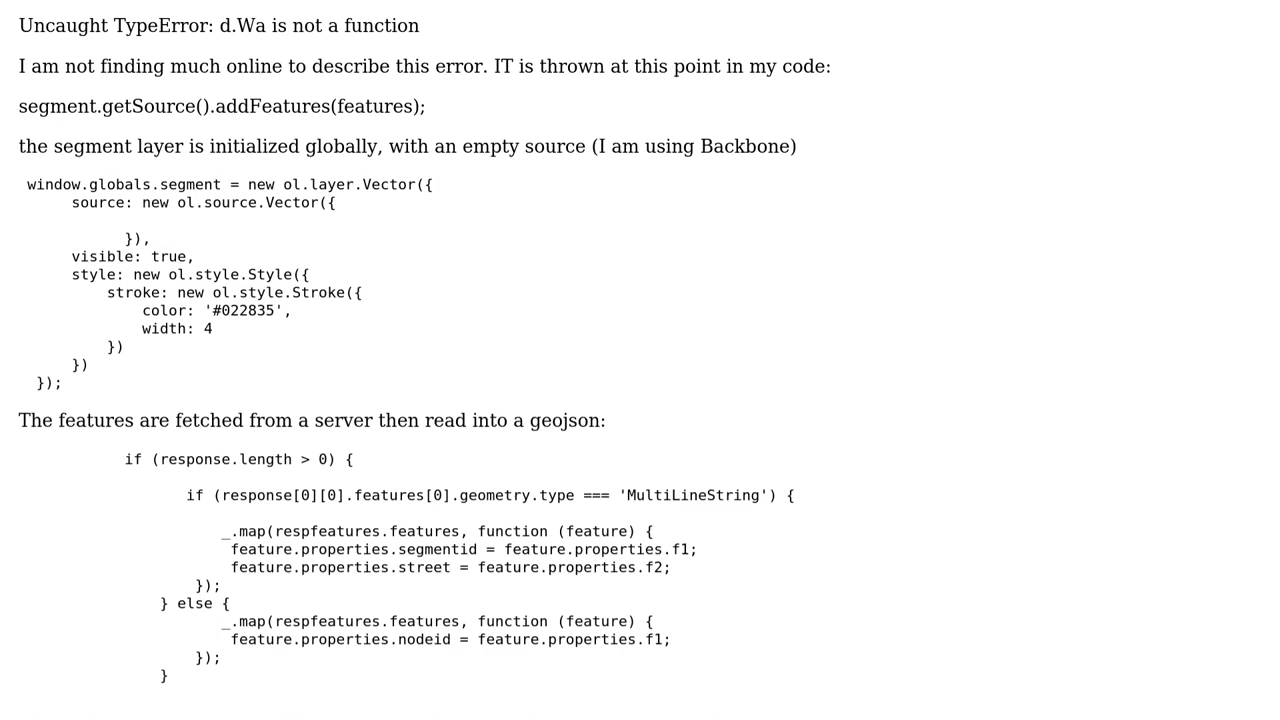 Uncaught TypeError: d.Wa is not a function
I am not finding much online to describe this error. IT is thrown at this point in my code:
segment.getSource().addFeatures(features);
the segment layer is initialized globally, with an empty source (I am using Backbone)
window.globals.segment = new ol.layer.Vector({
source: new ol.source.Vector({
}),
visible: true,
style: new ol.style.Style({
stroke: new ol.style.Stroke({
color: '#022835',
width: 4
})
})
});
The features are fetched from a server then read into a geojson:
if (response.length > 0) {
if (response[0][0].features[0].geometry.type === 'MultiLineString') {
_.map(respfeatures.features, function (feature) {
feature.properties.segmentid = feature.properties.f1;
feature.properties.street = feature.properties.f2;
});
} else {
_.map(respfeatures.features, function (feature) {
feature.properties.nodeid = feature.properties.f1;
});
}